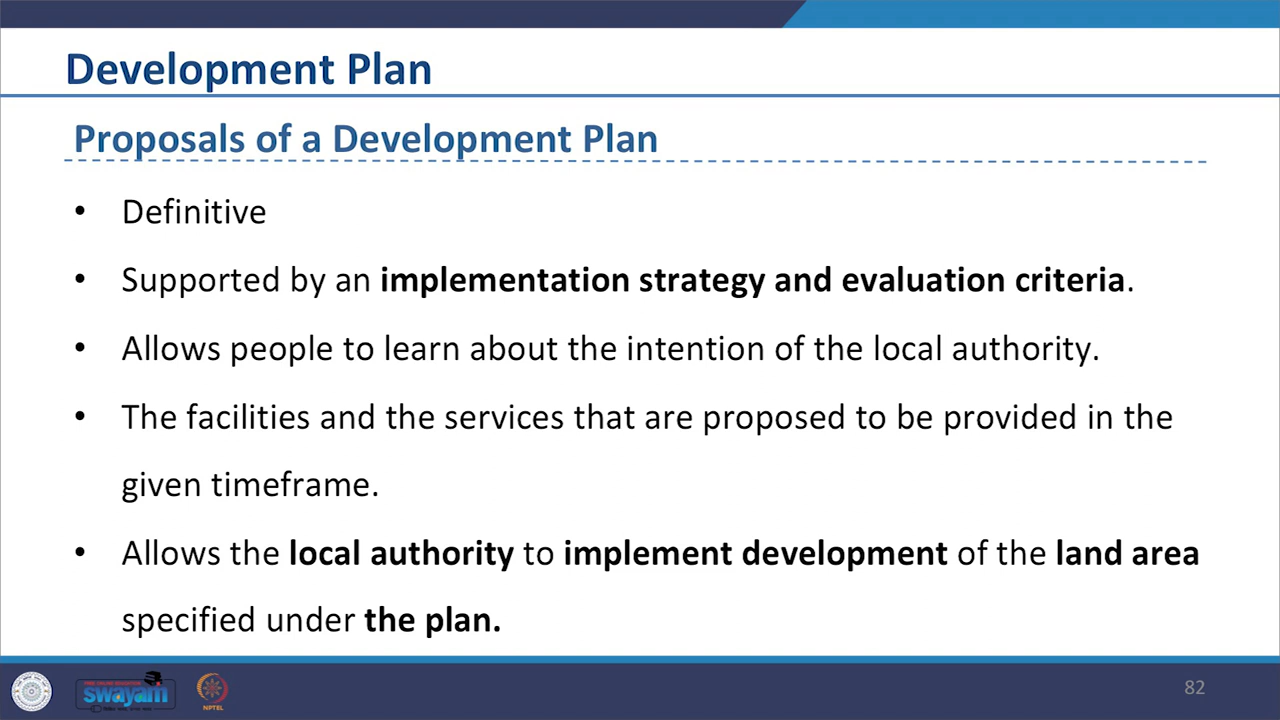 Development Plan
Proposals of a Development Plan
• Definitive
• Supported by an implementation strategy and evaluation criteria.
• Allows people to learn about the intention of the local authority.
• The facilities and the services that are proposed to be provided in the
given timeframe.
• Allows the local authority to implement development of the land area
specified under the plan.
swayam
NPTEL
82